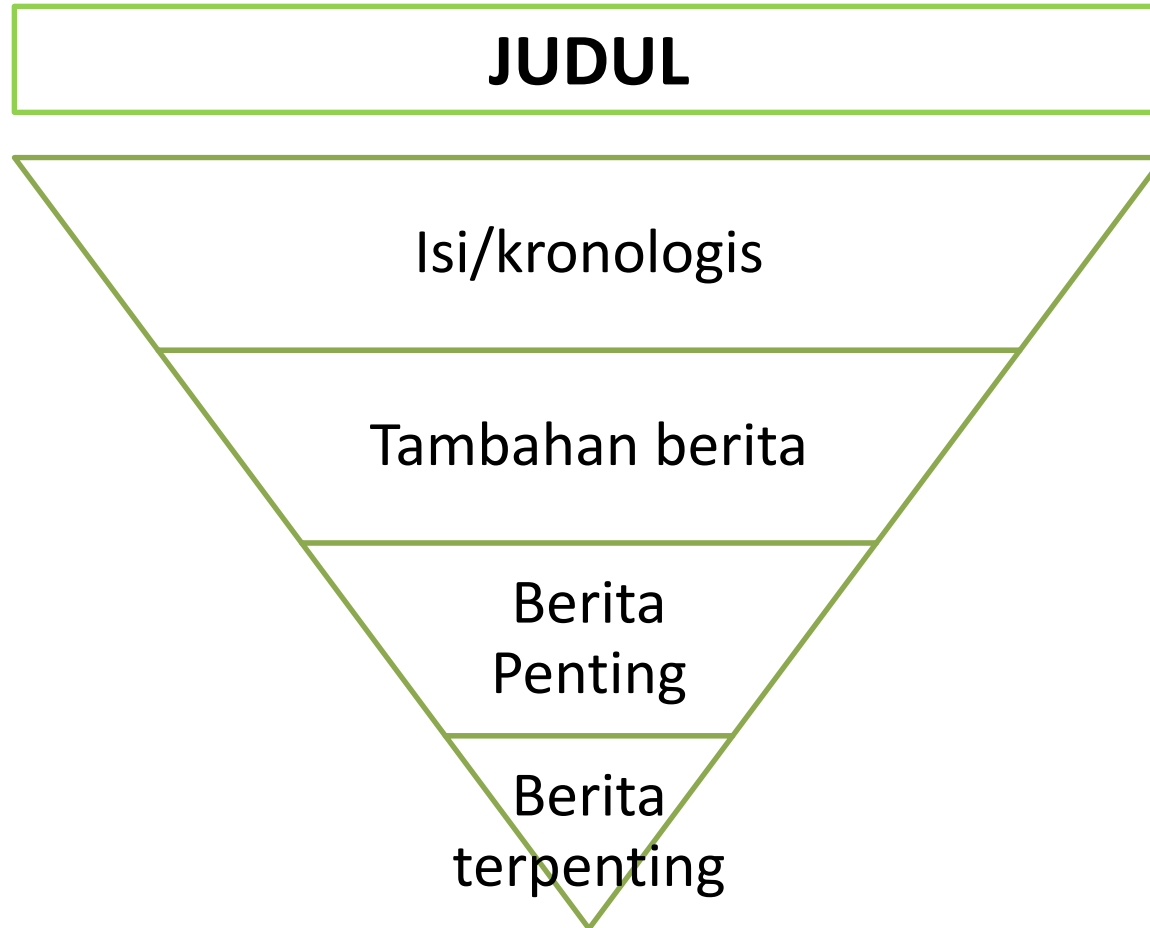 JUDUL
Isi/kronologis
Tambahan berita
Berita
Penting
Berita
terpenting